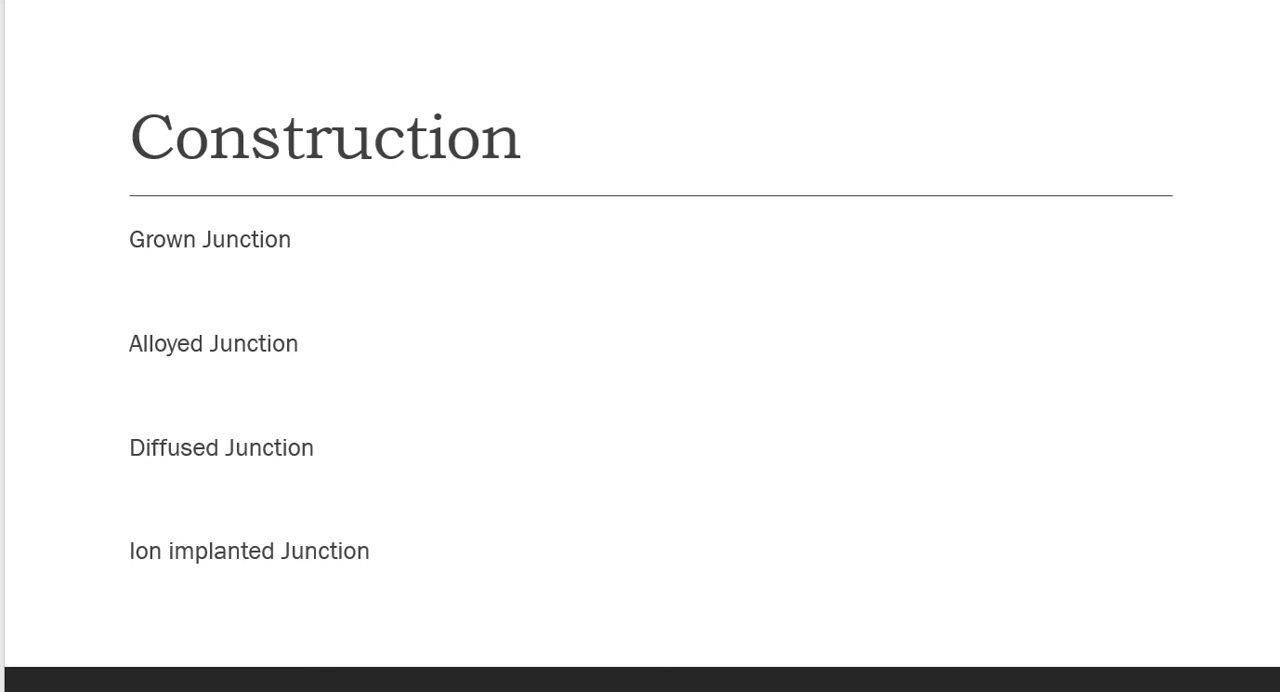 Construction
Grown Junction
Alloyed Junction
Diffused Junction
Ion implanted Junction